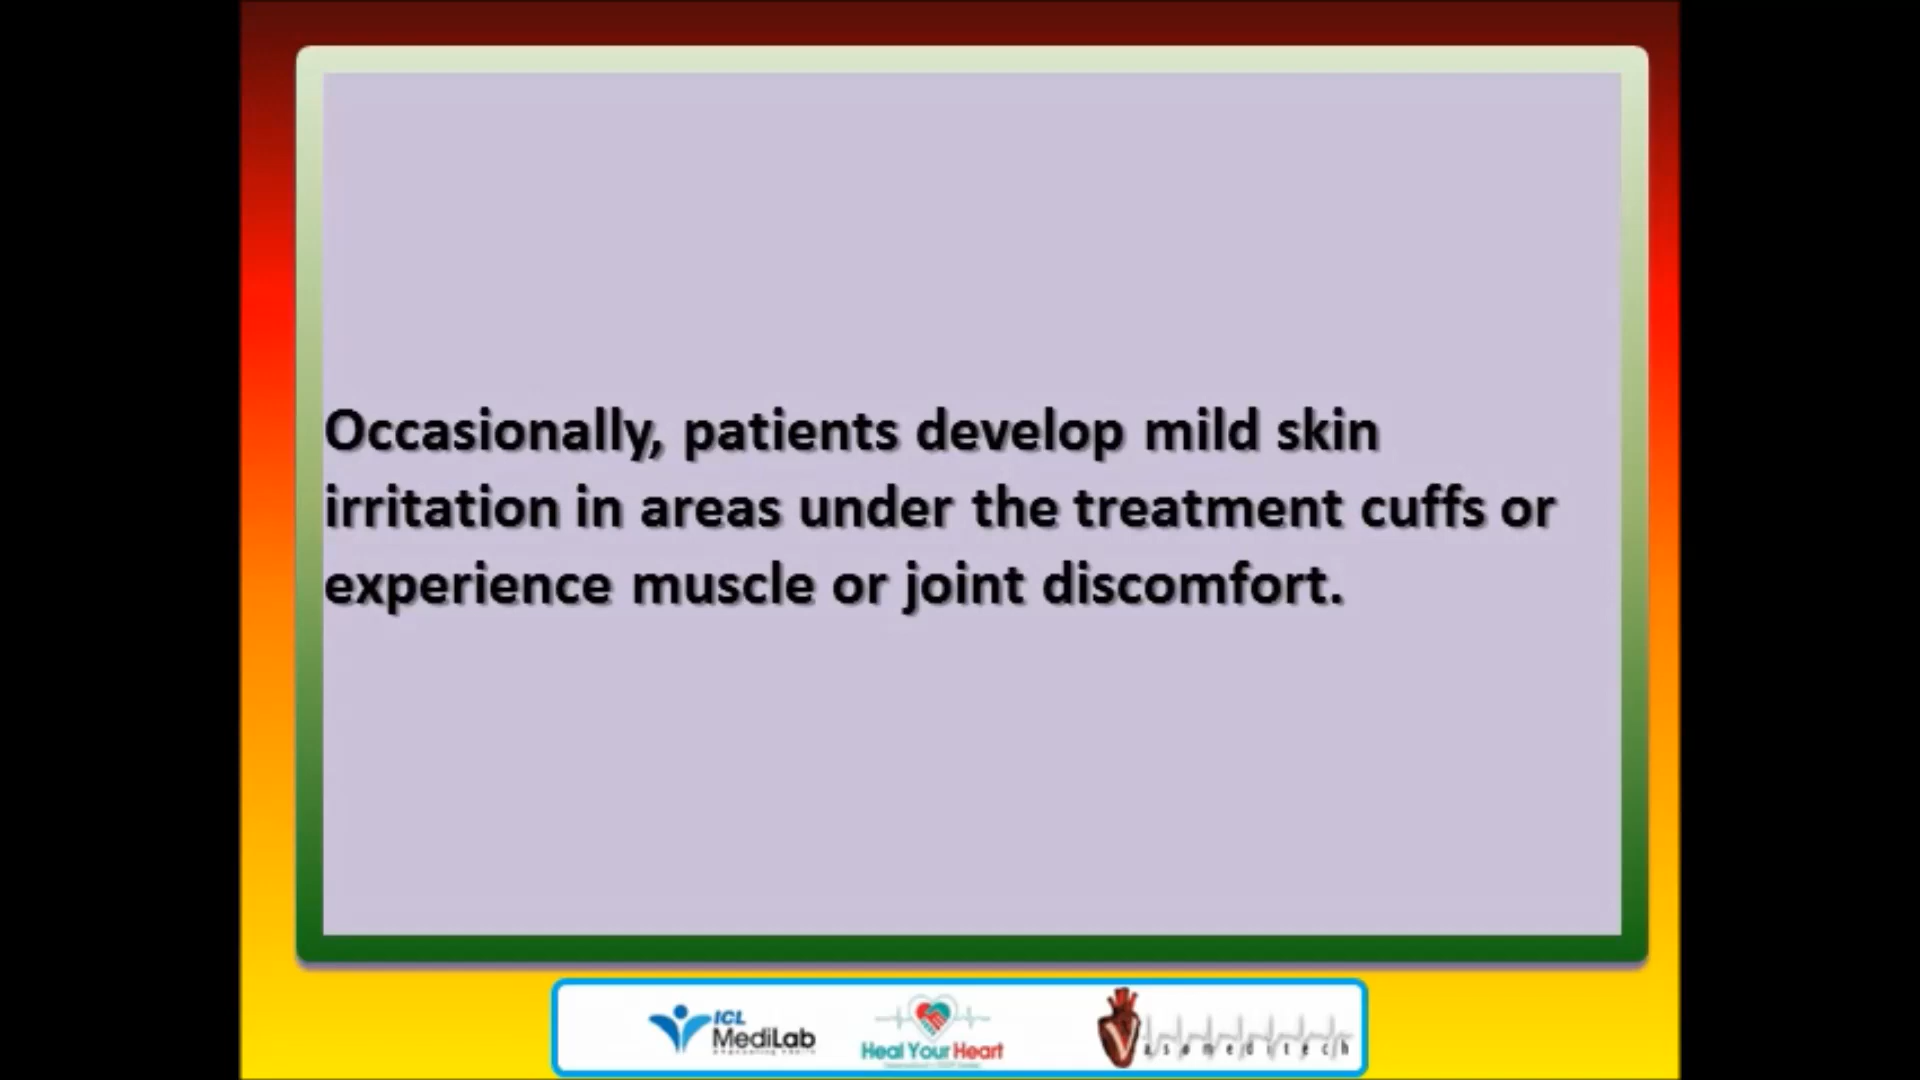 Occasionally, patients develop mild skin
irritation in areas under the treatment cuffs or
experience muscle or joint discomfort.
ICL
MediLab
Heal Your Heart
Vasomeditech